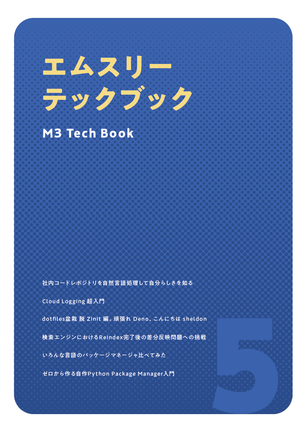 エムスリー
テックブック
M3 Tech Book
社内コードレポジトリを自然言語処理して自分らしさを知る
Cloud Logging 超入門
dotfiles盆栽 脱 Zinit 編。頑張れ Deno。こんにちは sheldon
検索エンジンにおけるReindex完了後の差分反映問題への挑戦
いろんな言語のパッケージマネージャ比べてみた
ゼロから作る自作Python Package Manager入門
5